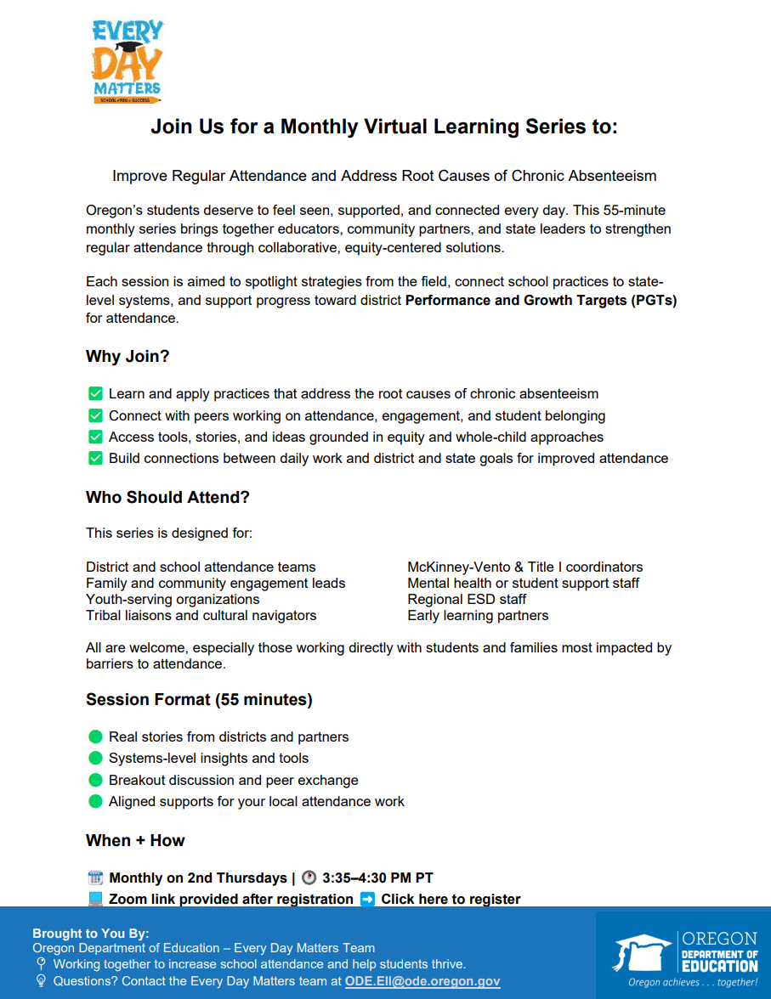 EVERY
DAY
MATTERS
SCHOOL+YOU = SUCCESS
Join Us for a Monthly Virtual Learning Series to:
Improve Regular Attendance and Address Root Causes of Chronic Absenteeism
Oregon’s students deserve to feel seen, supported, and connected every day. This 55-minute
monthly series brings together educators, community partners, and state leaders to strengthen
regular attendance through collaborative, equity-centered solutions.
Each session is aimed to spotlight strategies from the field, connect school practices to state-
level systems, and support progress toward district Performance and Growth Targets (PGTs)
for attendance.
Why Join?
✅ Learn and apply practices that address the root causes of chronic absenteeism
✅ Connect with peers working on attendance, engagement, and student belonging
✅ Access tools, stories, and ideas grounded in equity and whole-child approaches
✅ Build connections between daily work and district and state goals for improved attendance
Who Should Attend?
This series is designed for:
District and school attendance teams
Family and community engagement leads
Youth-serving organizations
Tribal liaisons and cultural navigators
McKinney-Vento & Title I coordinators
Mental health or student support staff
Regional ESD staff
Early learning partners
All are welcome, especially those working directly with students and families most impacted by
barriers to attendance.
Session Format (55 minutes)
Real stories from districts and partners
Systems-level insights and tools
Breakout discussion and peer exchange
Aligned supports for your local attendance work
When + How
Monthly on 2nd Thursdays | 3:35–4:30 PM PT
Zoom link provided after registration ➡ Click here to register
Brought to You By:
Oregon Department of Education – Every Day Matters Team
Working together to increase school attendance and help students thrive.
Questions? Contact the Every Day Matters team at ODE.EII@ode.oregon.gov
OREGON
DEPARTMENT OF
EDUCATION
Oregon achieves . . . together!